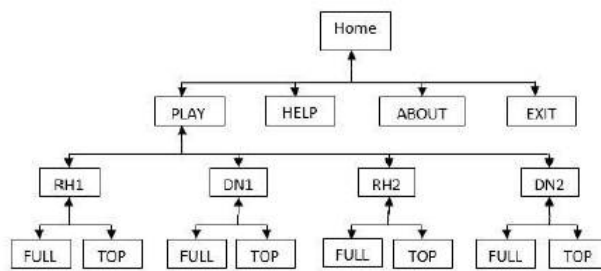 Home
PLAY HELP ABOUT EXIT
RH1 DN1 RH2 DN2
FULL TOP FULL TOP FULL TOP FULL TOP